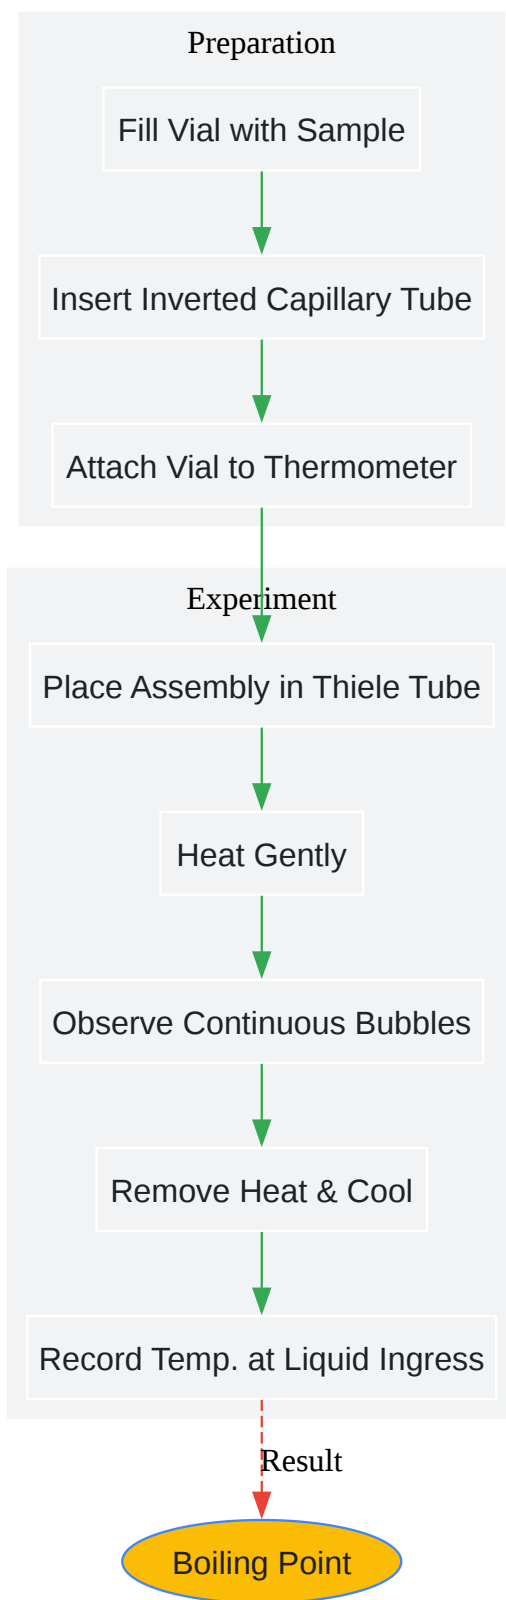 Preparation
Fill Vial with Sample
Insert Inverted Capillary Tube
Attach Vial to Thermometer
Experiment
Place Assembly in Thiele Tube
Heat Gently
Observe Continuous Bubbles
Remove Heat & Cool
Record Temp. at Liquid Ingress
Result
Boiling Point